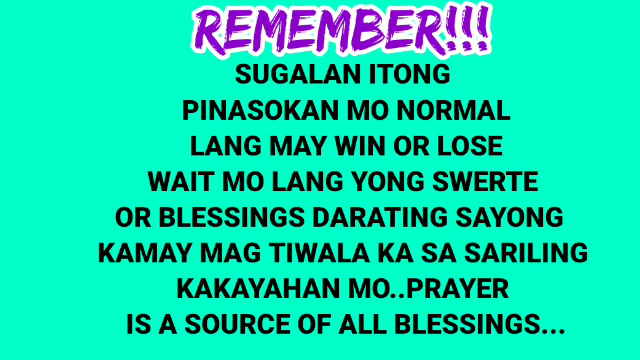 REMEMBER!!!
SUGALAN ITONG
PINASOKAN MO NORMAL
LANG MAY WIN OR LOSE
WAIT MO LANG YONG SWERTE
OR BLESSINGS DARATING SAYONG
KAMAY MAG TIWALA KA SA SARILING
KAKAYAHAN MO..PRAYER
IS A SOURCE OF ALL BLESSINGS...